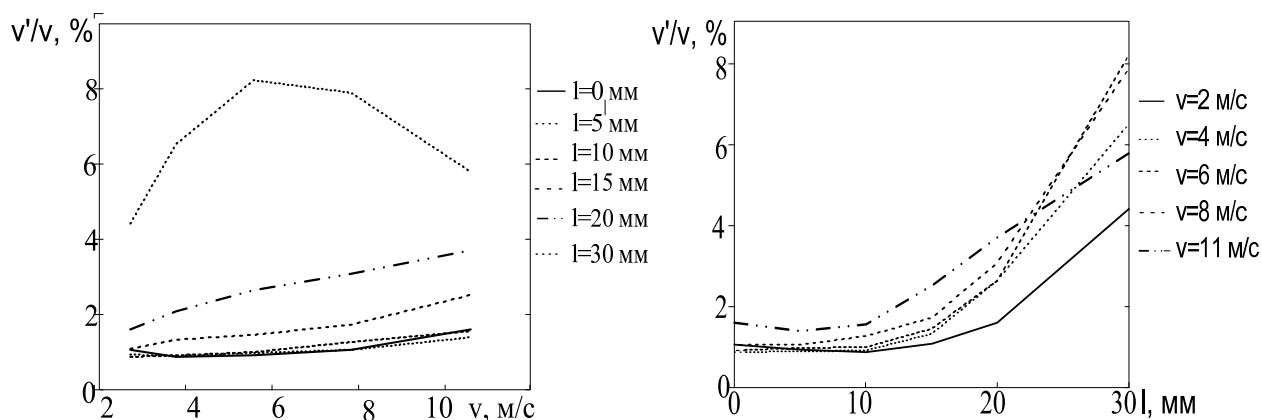 v'/v, %
8
6
4
2
0
2
4
6
8
10
v, м/с
l=0 мм
l=5 мм
l=10 мм
l=15 мм
l=20 мм
l=30 мм
v'/v, %
8
6
4
2
0
0
10
20
30
l, мм
v=2 м/с
v=4 м/с
v=6 м/с
v=8 м/с
v=11 м/с